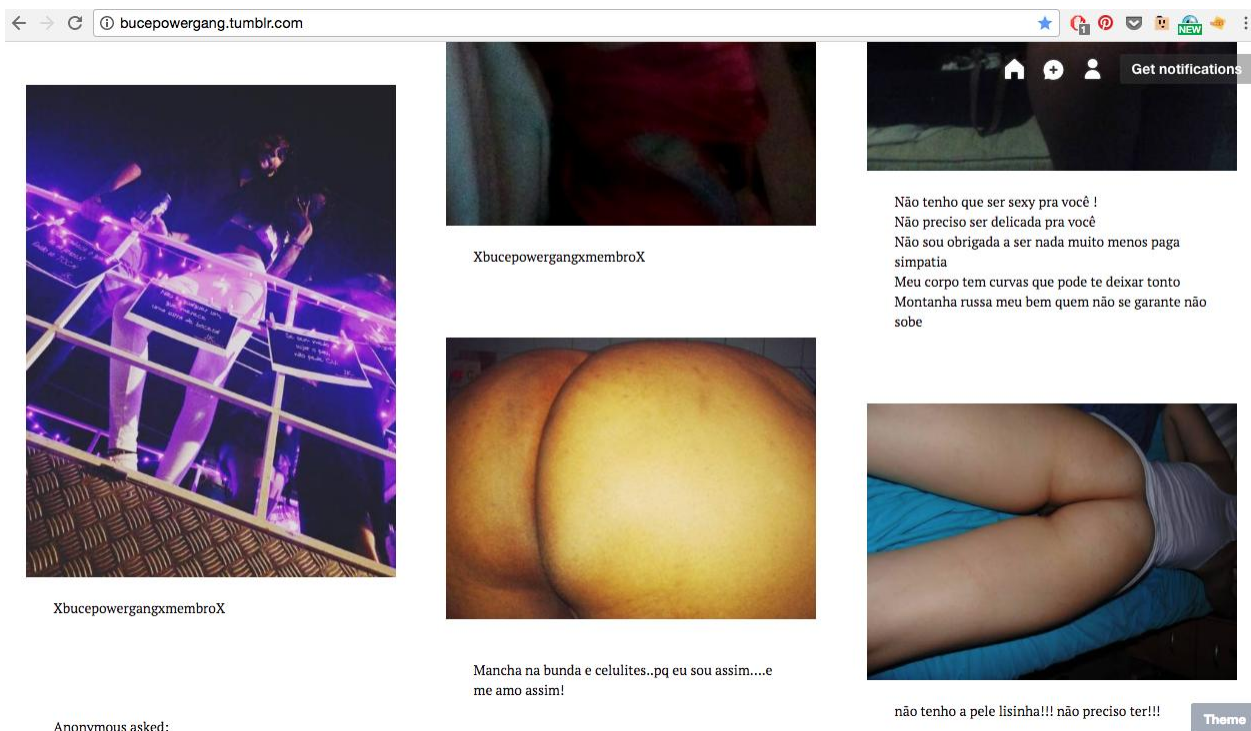 bucepowergang.tumblr.com
1
NEW
Get notifications
XbucepowergangxmembroX
Anonymous asked:
XbucepowergangxmembroX
Mancha na bunda e celulites..pq eu sou assim....e
me amo assim!
Não tenho que ser sexy pra você !
Não preciso ser delicada pra você
Não sou obrigada a ser nada muito menos paga
simpatia
Meu corpo tem curvas que pode te deixar tonto
Montanha russa meu bem quem não se garante não
sobe
não tenho a pele lisinha!!! não preciso ter!!!
Theme